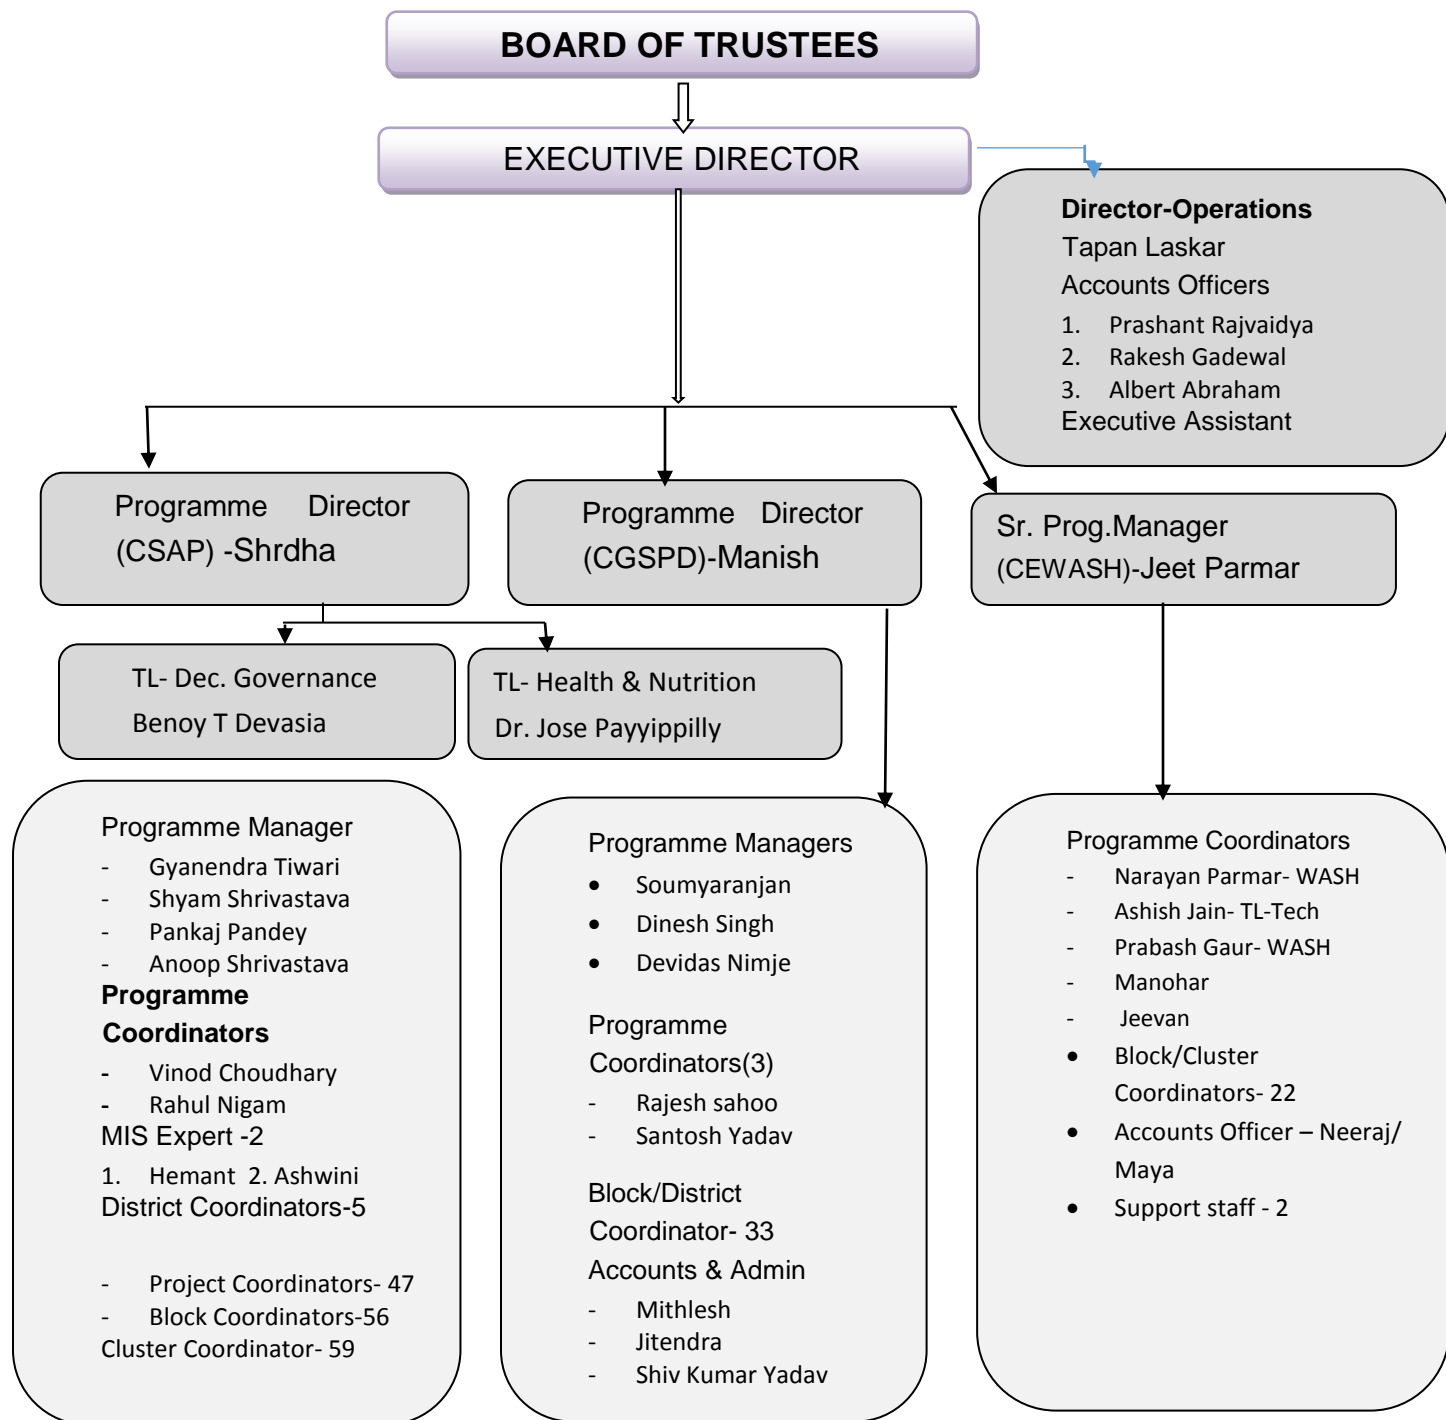 BOARD OF TRUSTEES
EXECUTIVE DIRECTOR
Director-Operations
Tapan Laskar
Accounts Officers
1. Prashant Rajvaidya
2. Rakesh Gadewal
3. Albert Abraham
Executive Assistant
Programme Director
(CSAP) -Shrdha
Programme Director
(CGSPD)-Manish
Sr. Prog.Manager
(CEWASH)-Jeet Parmar
TL- Dec. Governance
Benoy T Devasia
TL- Health & Nutrition
Dr. Jose Payyippilly
Programme Manager
- Gyanendra Tiwari
- Shyam Shrivastava
- Pankaj Pandey
- Anoop Shrivastava
Programme
Coordinators
- Vinod Choudhary
- Rahul Nigam
MIS Expert -2
1. Hemant 2. Ashwini
District Coordinators-5
- Project Coordinators- 47
- Block Coordinators-56
Cluster Coordinator- 59
Programme Managers
• Soumyaranjan
• Dinesh Singh
• Devidas Nimje
Programme
Coordinators(3)
- Rajesh sahoo
- Santosh Yadav
Block/District
Coordinator- 33
Accounts & Admin
- Mithlesh
- Jitendra
- Shiv Kumar Yadav
Programme Coordinators
- Narayan Parmar- WASH
- Ashish Jain- TL-Tech
- Prabash Gaur- WASH
- Manohar
- Jeevan
• Block/Cluster
Coordinators- 22
• Accounts Officer – Neeraj/
Maya
• Support staff - 2